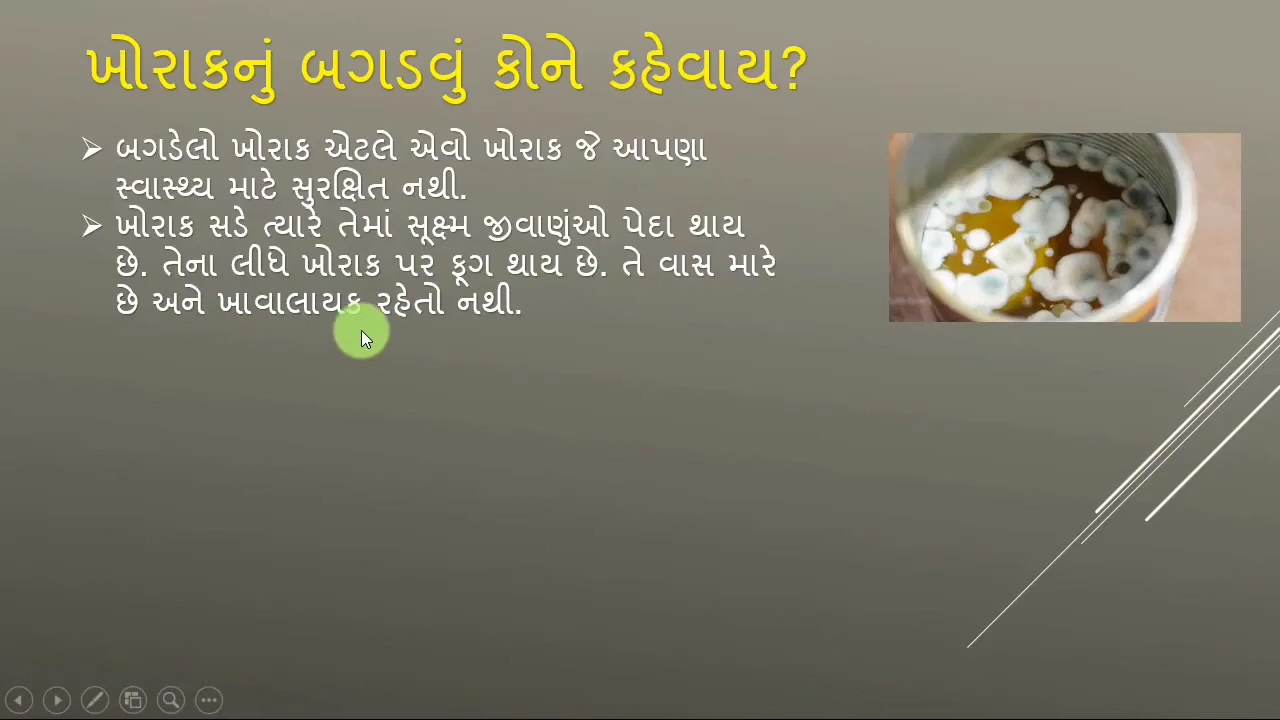 ખોરાકનું બગડવું કોને કહેવાય?
બગડેલો ખોરાક એટલે એવો ખોરાક જે આપણા
સ્વાસ્થ્ય માટે સુરક્ષિત નથી.
ખોરાક સડે ત્યારે તેમાં સૂક્ષ્મ જીવાણુંઓ પેદા થાય
છે. તેના લીધે ખોરાક પર ફૂગ થાય છે. તે વાસ મારે
છે અને ખાવાલાયક રહેતો નથી.